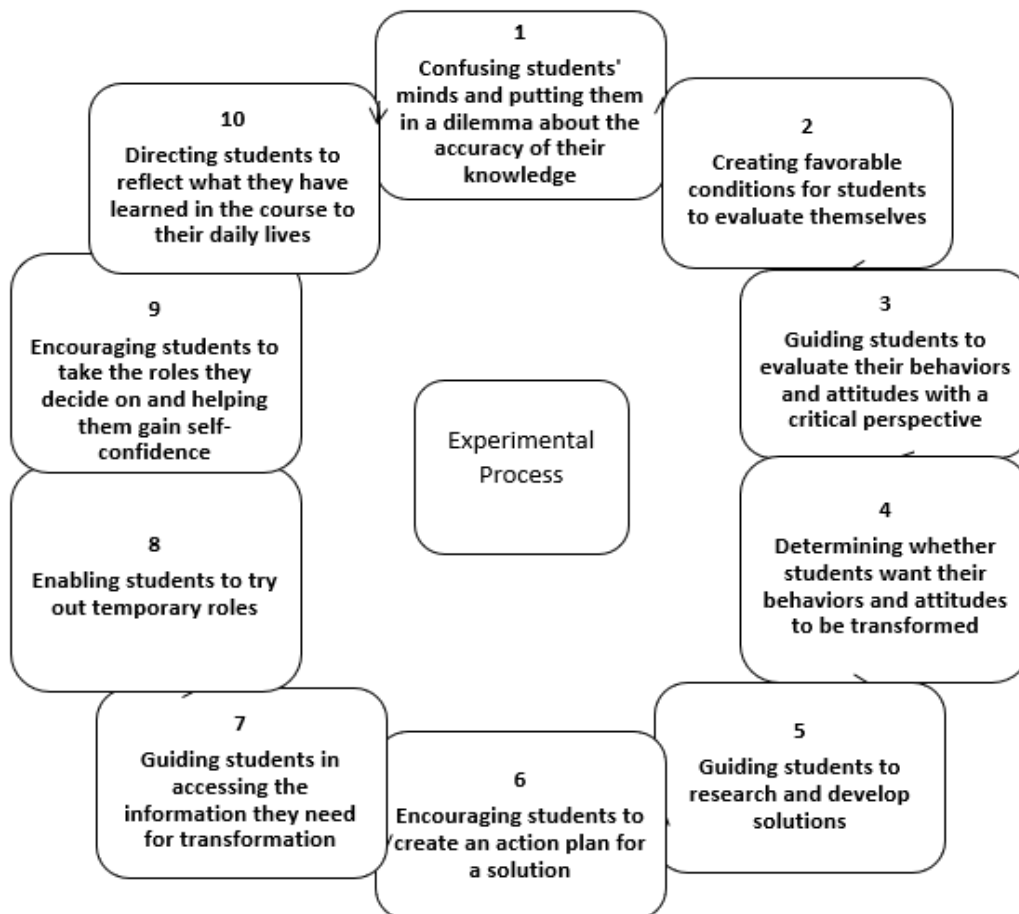 1
Confusing students'
minds and putting them
in a dilemma about the
accuracy of their
knowledge
2
Creating favorable
conditions for students
to evaluate themselves
3
Guiding students to
evaluate their behaviors
and attitudes with a
critical perspective
4
Determining whether
students want their
behaviors and attitudes
to be transformed
5
Guiding students to
research and develop
solutions
6
Encouraging students to
create an action plan for
a solution
7
Guiding students in
accessing the
information they need
for transformation
8
Enabling students to try
out temporary roles
9
Encouraging students to
take the roles they
decide on and helping
them gain self-
confidence
10
Directing students to
reflect what they have
learned in the course to
their daily lives
Experimental
Process